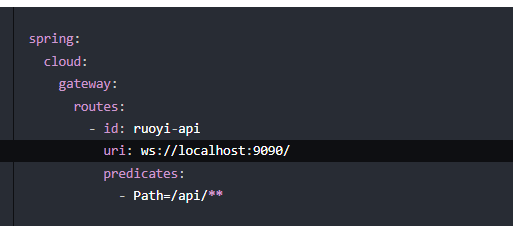 spring:
  cloud:
    gateway:
      routes:
        - id: ruoyi-api
          uri: ws://localhost:9090/
          predicates:
            - Path=/api/**